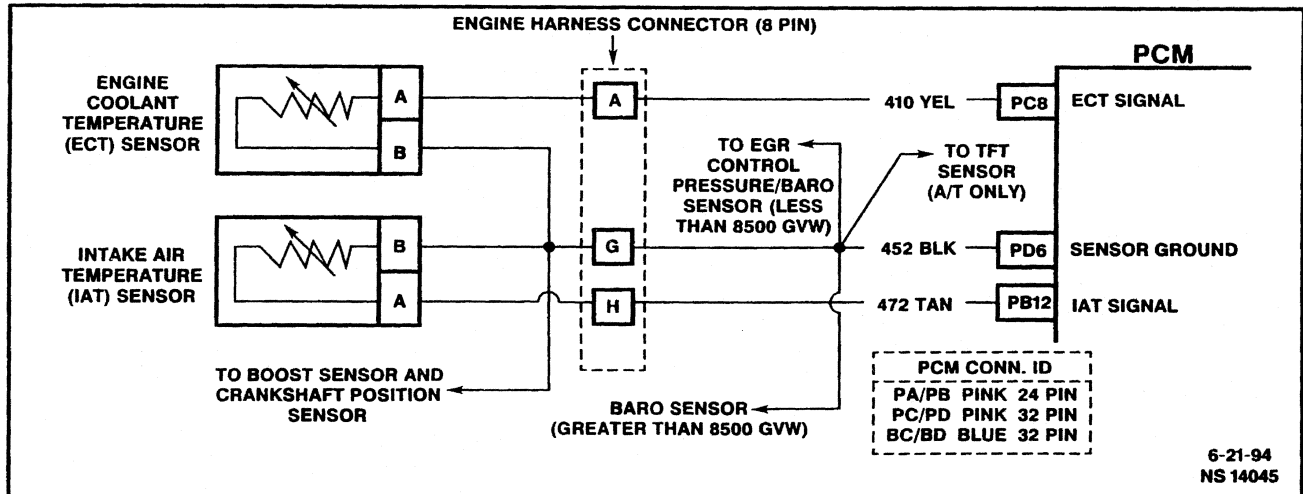 ENGINE HARNESS CONNECTOR (8 PIN)
PCM
ENGINE
COOLANT
TEMPERATURE
(ECT) SENSOR
A
B
A
410 YEL
PC8
ECT SIGNAL
TO EGR
CONTROL
PRESSURE/BARO
SENSOR (LESS
THAN 8500 GVW)
TO TFT
SENSOR
(A/T ONLY)
INTAKE AIR
TEMPERATURE
(IAT) SENSOR
B
A
G
452 BLK
PD6
SENSOR GROUND
H
472 TAN
PB12
IAT SIGNAL
TO BOOST SENSOR AND
CRANKSHAFT POSITION
SENSOR
BARO SENSOR
(GREATER THAN 8500 GVW)
PCM CONN. ID
PA/PB PINK 24 PIN
PC/PD PINK 32 PIN
BC/BD BLUE 32 PIN
6-21-94
NS 14045